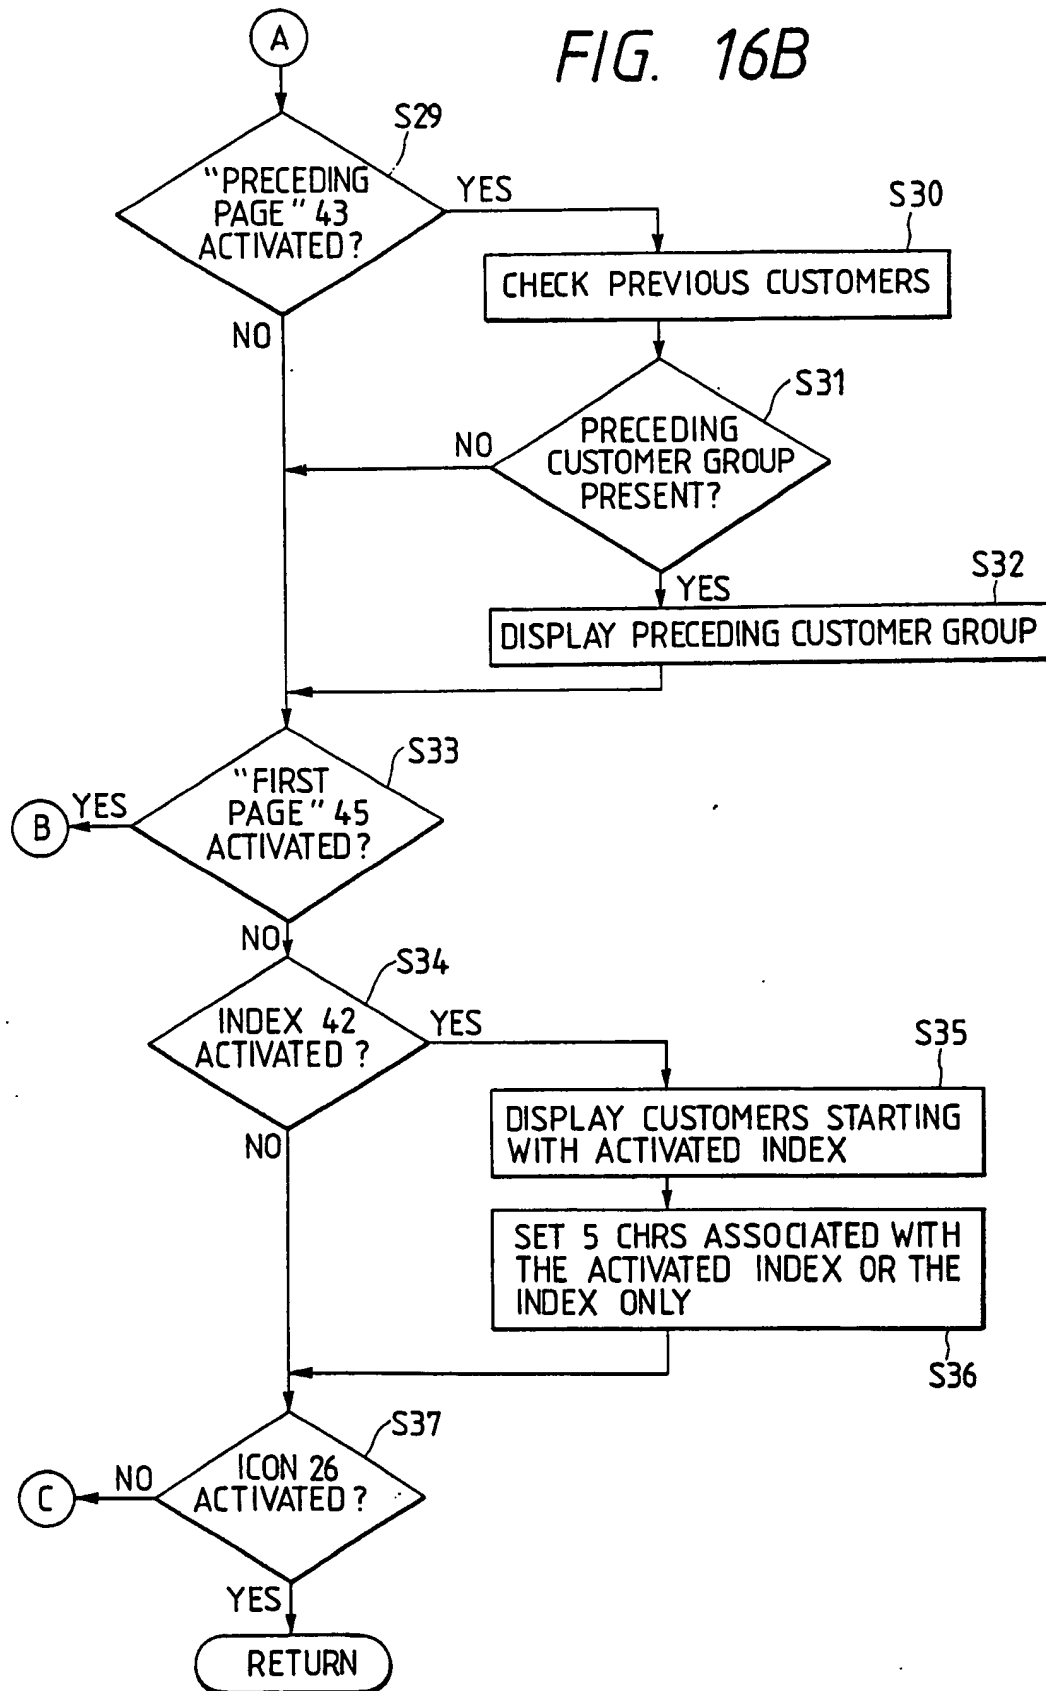 FIG. 16B
A
S29
"PRECEDING
PAGE" 43
ACTIVATED?
YES
NO
S30
CHECK PREVIOUS CUSTOMERS
S31
PRECEDING
CUSTOMER GROUP
PRESENT?
NO
YES
S32
DISPLAY PRECEDING CUSTOMER GROUP
S33
"FIRST
PAGE" 45
ACTIVATED?
YES
B
NO
S34
INDEX 42
ACTIVATED?
YES
NO
S35
DISPLAY CUSTOMERS STARTING
WITH ACTIVATED INDEX
SET 5 CHRS ASSOCIATED WITH
THE ACTIVATED INDEX OR THE
INDEX ONLY
S36
S37
ICON 26
ACTIVATED?
NO
C
YES
RETURN